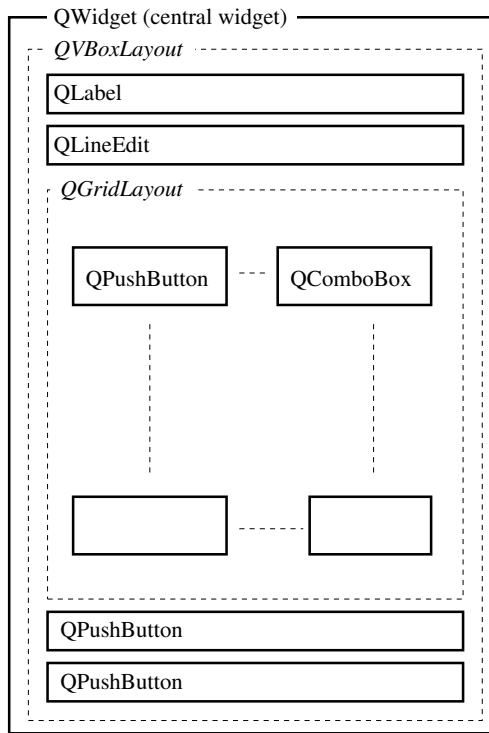 QWidget (central widget)
QVBoxLayout
QLabel
QLineEdit
QGridLayout
QPushButton QComboBox
QPushButton
QPushButton